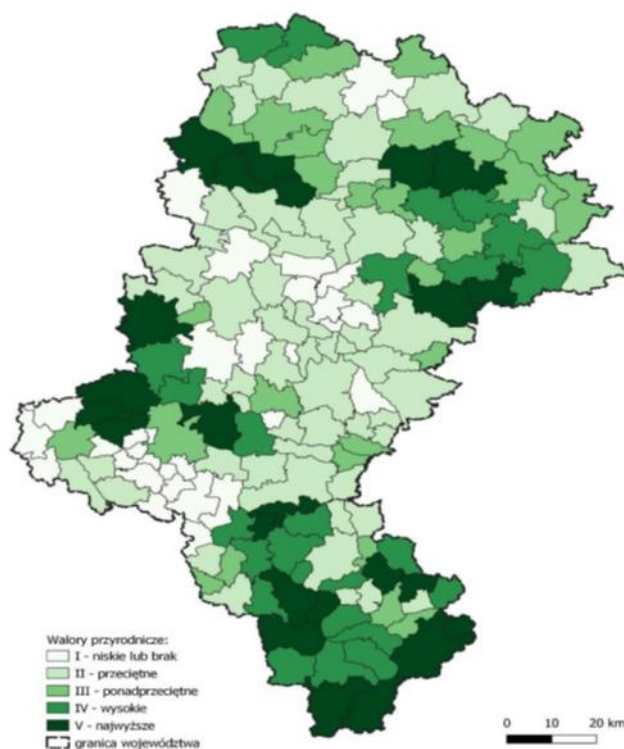 Walory przyrodnicze:
I - niskie lub brak
II - przeciętne
III - ponadprzeciętne
IV - wysokie
V - najwyższe
granica województwa
0 10 20 km